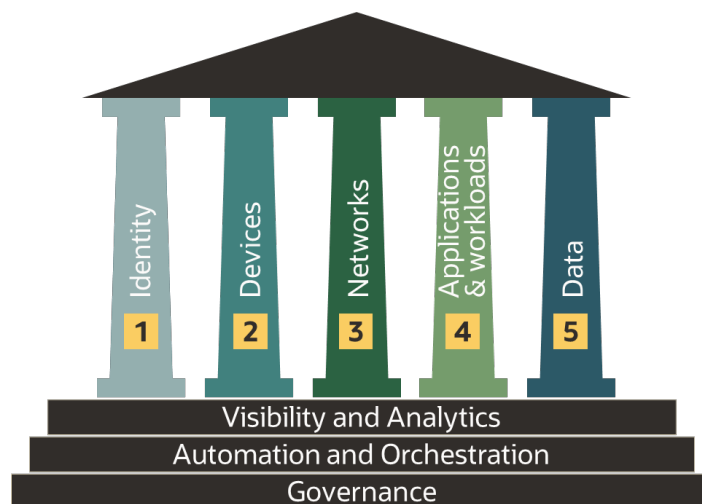 Identity
1
Devices
2
Networks
3
Applications
& workloads
4
Data
5
Visibility and Analytics
Automation and Orchestration
Governance